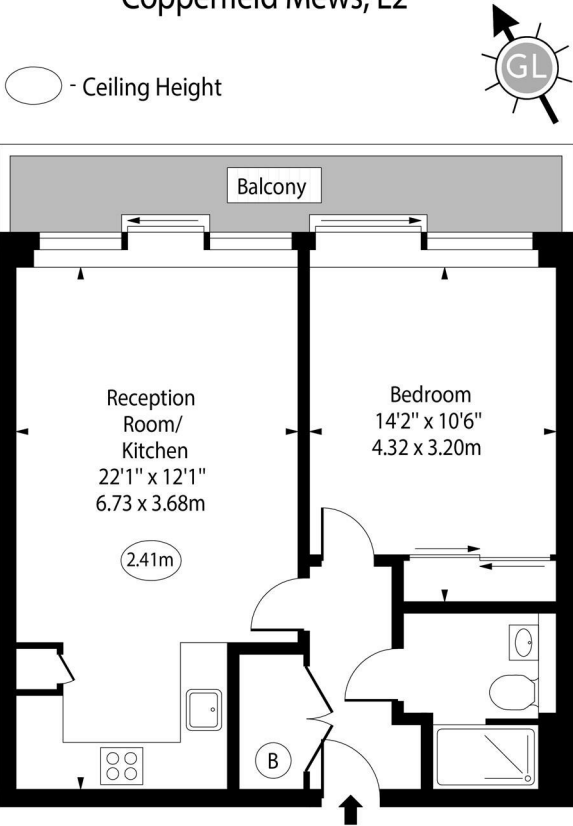 Copperfield Mews, E2
- Ceiling Height
GL
Balcony
Reception
Room/
Kitchen
22'1" x 12'1"
6.73 x 3.68m
2.41m
Bedroom
14'2" x 10'6"
4.32 x 3.20m
B